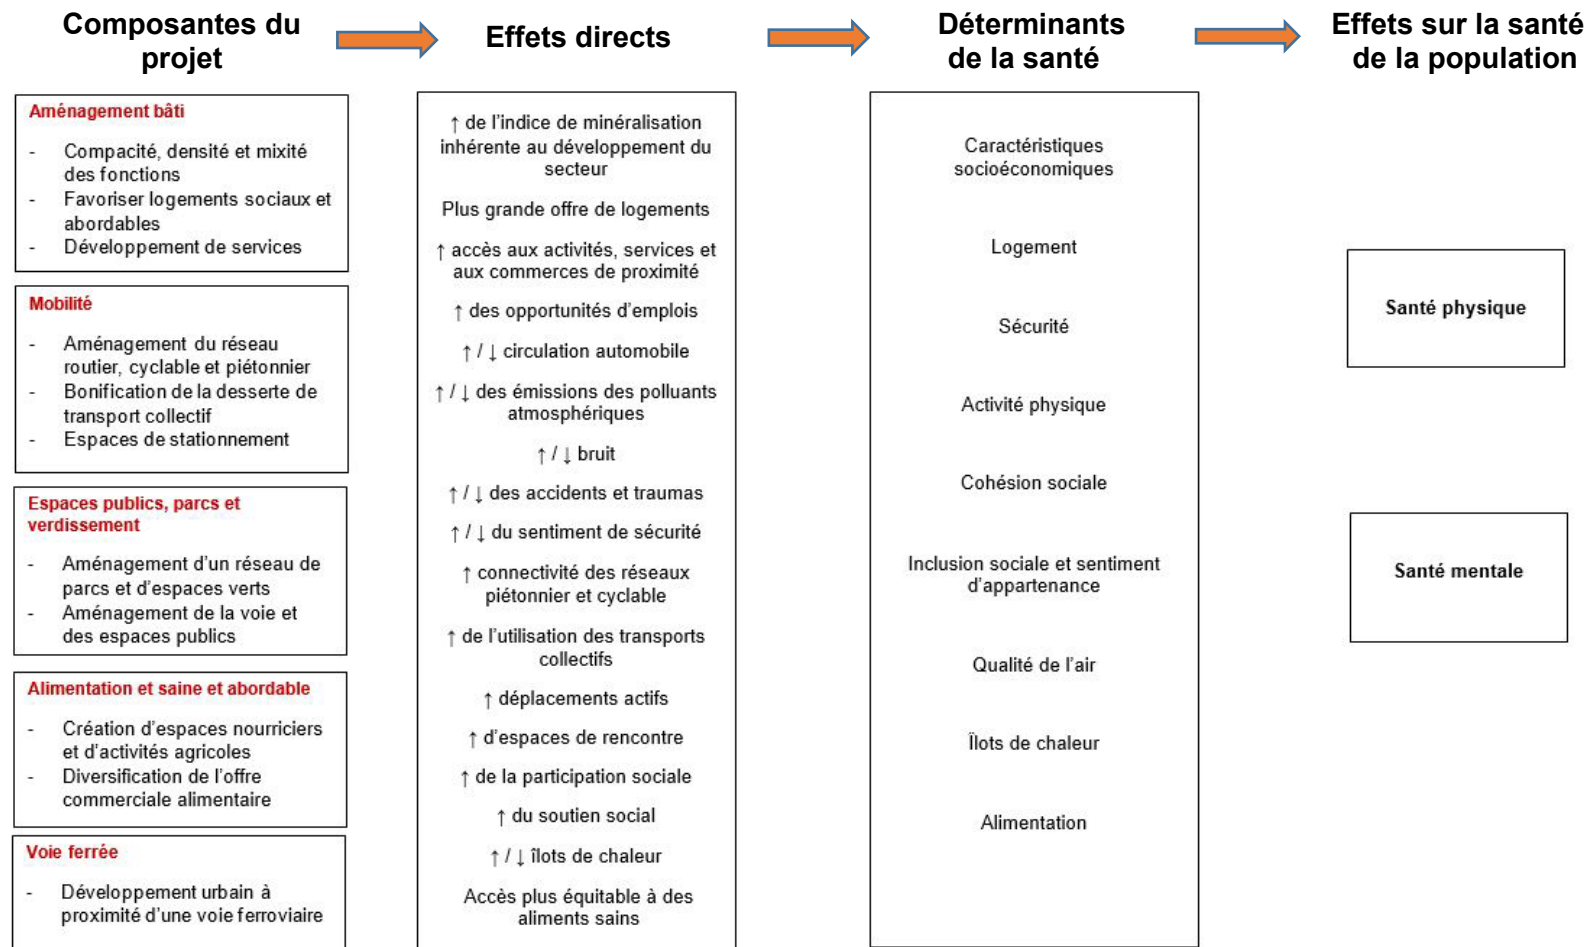 Composantes du
projet
Effets directs
Déterminants
de la santé
Effets sur la santé
de la population
Aménagement bâti
- Compacité, densité et mixité
des fonctions
- Favoriser logements sociaux et
abordables
- Développement de services
Mobilité
- Aménagement du réseau
routier, cyclable et piétonnier
- Bonification de la desserte de
transport collectif
- Espaces de stationnement
Espaces publics, parcs et
verdissement
- Aménagement d'un réseau de
parcs et d'espaces verts
- Aménagement de la voie et
des espaces publics
Alimentation et saine et abordable
- Création d'espaces nourriciers
et d'activités agricoles
- Diversification de l'offre
commerciale alimentaire
Voie ferrée
- Développement urbain à
proximité d'une voie ferroviaire
↑ de l'indice de minéralisation
inhérente au développement du
secteur
Plus grande offre de logements
↑ accès aux activités, services et
aux commerces de proximité
↑ des opportunités d'emplois
↑ / ↓ circulation automobile
↑ / ↓ des émissions des polluants
atmosphériques
↑ / ↓ bruit
↑ / ↓ des accidents et traumas
↑ / ↓ du sentiment de sécurité
↑ connectivité des réseaux
piétonnier et cyclable
↑ de l'utilisation des transports
collectifs
↑ déplacements actifs
↑ d'espaces de rencontre
↑ de la participation sociale
↑ du soutien social
↑ / ↓ îlots de chaleur
Accès plus équitable à des
aliments sains
Caractéristiques
socioéconomiques
Logement
Sécurité
Activité physique
Cohésion sociale
Inclusion sociale et sentiment
d'appartenance
Qualité de l'air
Îlots de chaleur
Alimentation
Santé physique
Santé mentale